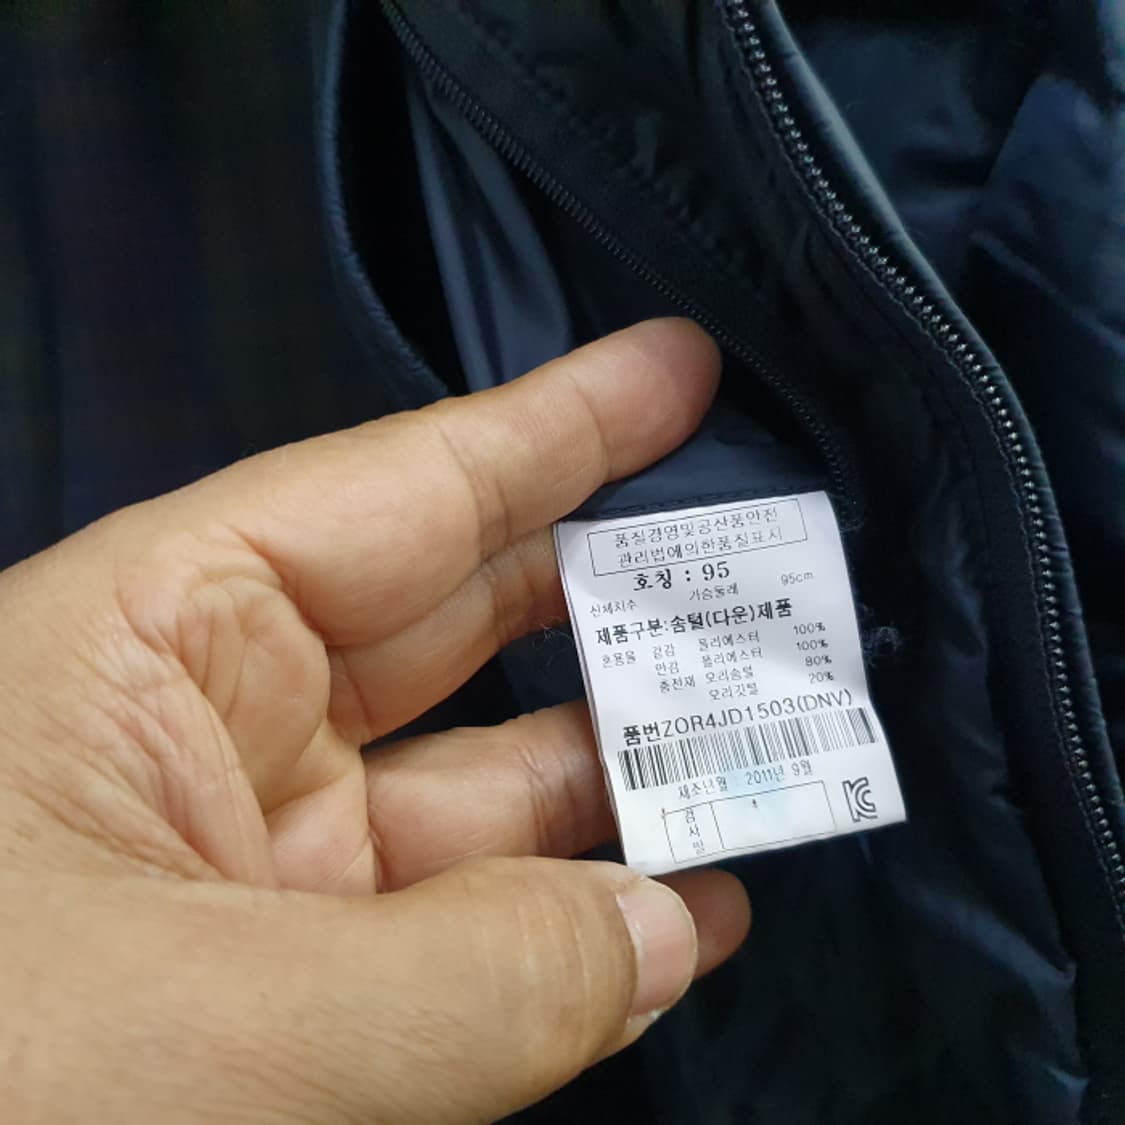 품질경영및공산품안전
관리법에의한품질표시
호칭 : 95
신체치수 가슴둘레 95cm
제품구분:솜털(다운)제품
혼용율 겉감 폴리에스터 100%
안감 폴리에스터 100%
충전재 오리솜털 80%
오리깃털 20%
품번ZOR4JD1503(DNV)
제조년월 2011년 9월
검사필